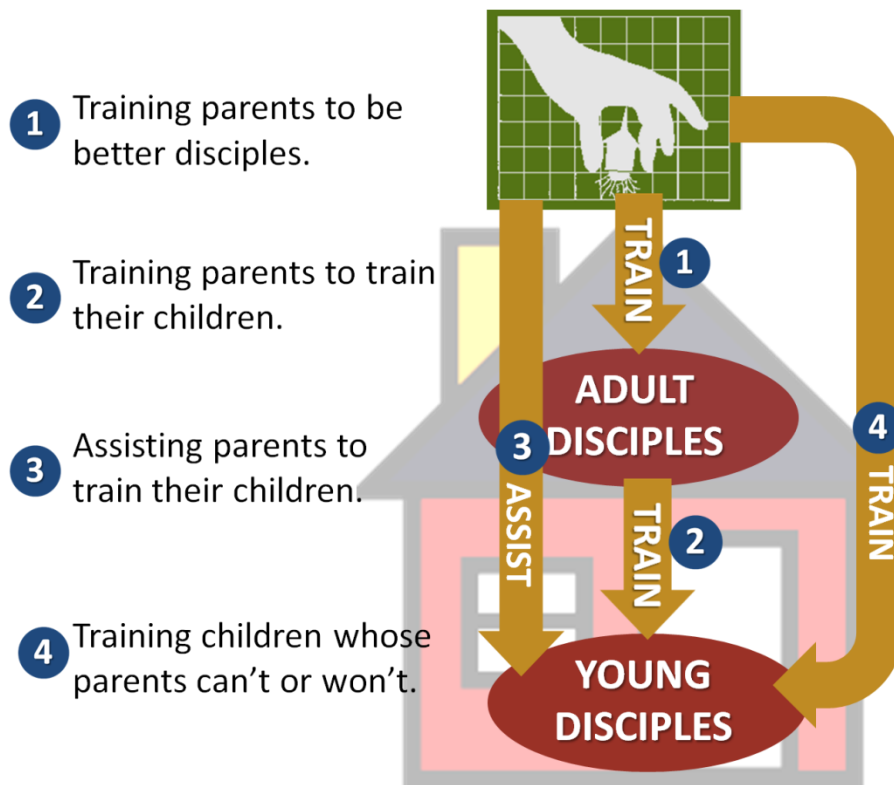 1 Training parents to be
better disciples.
2 Training parents to train
their children.
3 Assisting parents to
train their children.
4 Training children whose
parents can’t or won’t.
TRAIN
1
ADULT
DISCIPLES
3
ASSIST
TRAIN
2
4
TRAIN
YOUNG
DISCIPLES